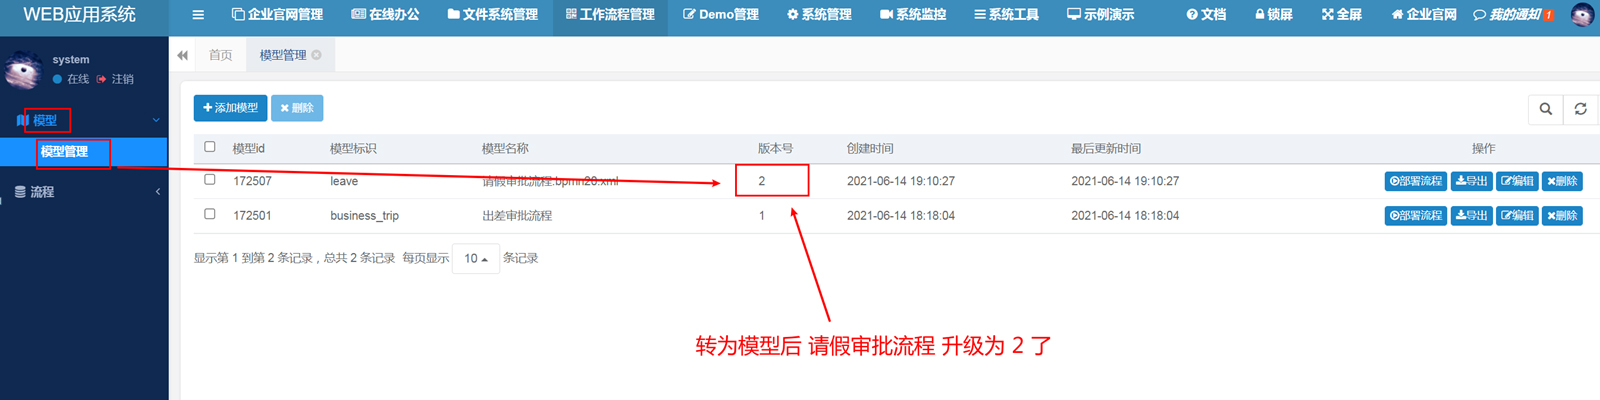 WEB应用系统 企业官网管理 在线办公 文件系统管理 工作流程管理 Demo管理 系统管理 系统监控 系统工具 示例演示 文档 锁屏 全屏 企业官网 我的通知 1
system
在线 注销
首页 模型管理
添加模型 删除
模型
模型管理
流程
模型id 模型标识 模型名称 版本号 创建时间 最后更新时间 操作
172507 leave 请假审批流程.bpmn20.xml 2 2021-06-14 19:10:27 2021-06-14 19:10:27 部署流程 导出 编辑 删除
172501 business_trip 出差审批流程 1 2021-06-14 18:18:04 2021-06-14 18:18:04 部署流程 导出 编辑 删除
显示第 1 到第 2 条记录，总共 2 条记录 每页显示 10 条记录
转为模型后 请假审批流程 升级为 2 了